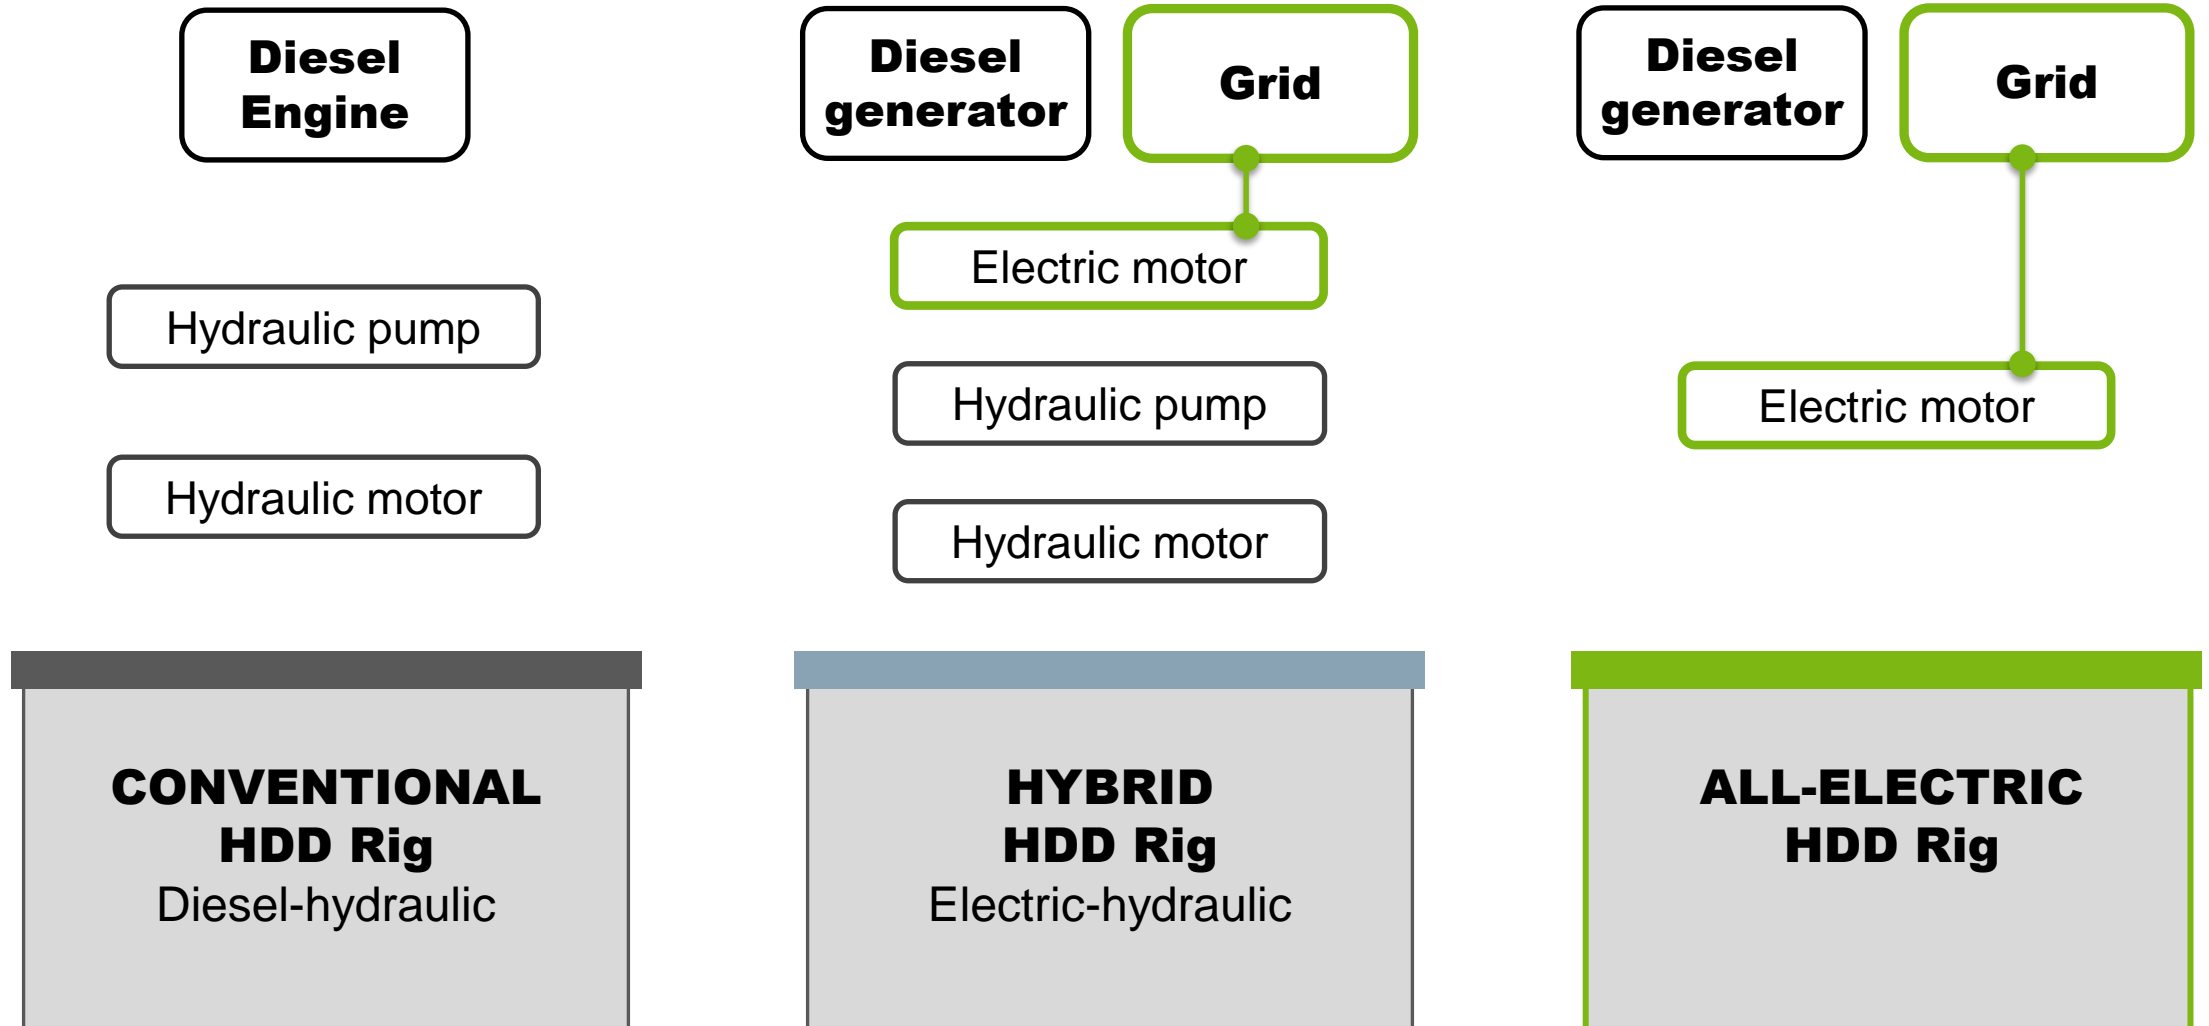 Diesel
Engine
Hydraulic pump
Hydraulic motor
CONVENTIONAL
HDD Rig
Diesel-hydraulic
Diesel
generator
Grid
Electric motor
Hydraulic pump
Hydraulic motor
HYBRID
HDD Rig
Electric-hydraulic
Diesel
generator
Grid
Electric motor
ALL-ELECTRIC
HDD Rig